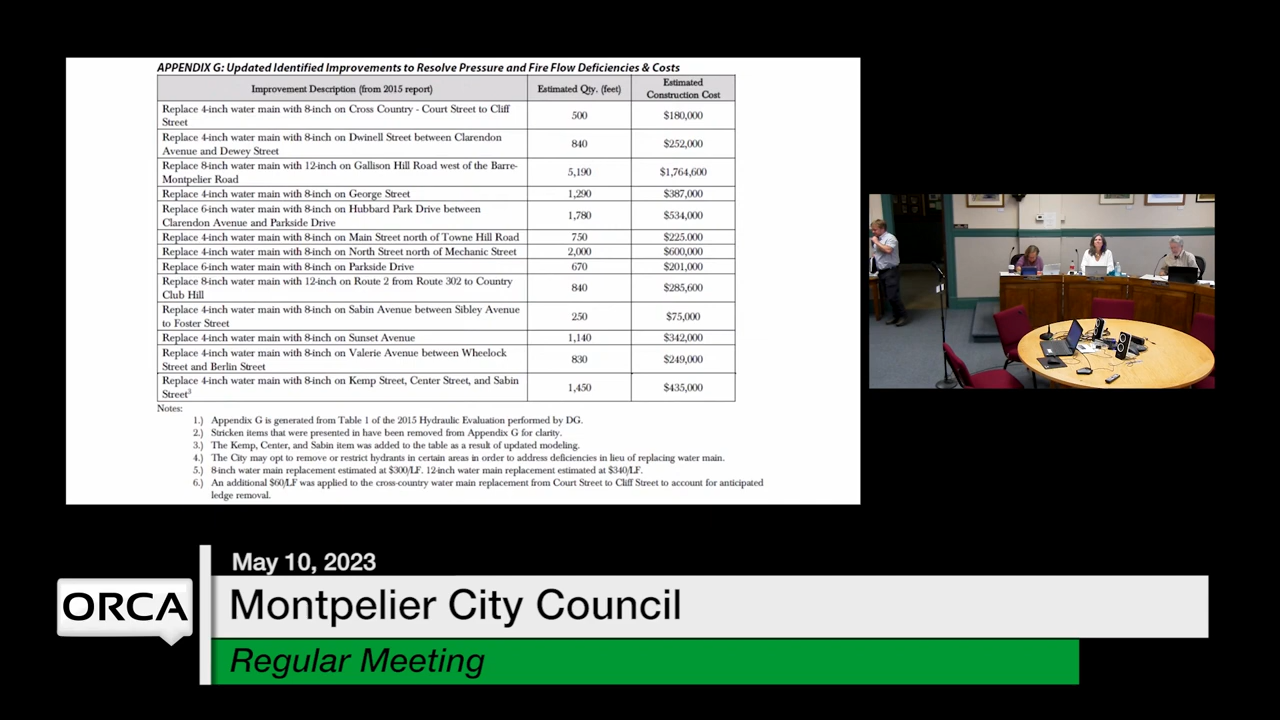 APPENDIX G: Updated Identified Improvements to Resolve Pressure and Fire Flow Deficiencies & Costs
Improvement Description (from 2015 report) Estimated Qty. (feet) Estimated Construction Cost
Replace 4-inch water main with 8-inch on Cross Country - Court Street to Cliff
Street 500 $180,000
Replace 4-inch water main with 8-inch on Dwinell Street between Clarendon
Avenue and Dewey Street 840 $252,000
Replace 8-inch water main with 12-inch on Gallison Hill Road west of the Barre-
Montpelier Road 5,190 $1,764,600
Replace 4-inch water main with 8-inch on George Street 1,290 $387,000
Replace 6-inch water main with 8-inch on Hubbard Park Drive between
Clarendon Avenue and Parkside Drive 1,780 $534,000
Replace 4-inch water main with 8-inch on Main Street north of Towne Hill Road 750 $225,000
Replace 4-inch water main with 8-inch on North Street north of Mechanic Street 2,000 $600,000
Replace 6-inch water main with 8-inch on Parkside Drive 670 $201,000
Replace 8-inch water main with 12-inch on Route 2 from Route 302 to Country
Club Hill 840 $285,600
Replace 4-inch water main with 8-inch on Sabin Avenue between Sibley Avenue
to Foster Street 250 $75,000
Replace 4-inch water main with 8-inch on Sunset Avenue 1,140 $342,000
Replace 4-inch water main with 8-inch on Valerie Avenue between Wheelock
Street and Berlin Street 830 $249,000
Replace 4-inch water main with 8-inch on Kemp Street, Center Street, and Sabin
Street³ 1,450 $435,000
Notes:
1.) Appendix G is generated from Table 1 of the 2015 Hydraulic Evaluation performed by DG.
2.) Stricken items that were presented in have been removed from Appendix G for clarity.
3.) The Kemp, Center, and Sabin item was added to the table as a result of updated modeling.
4.) The City may opt to remove or restrict hydrants in certain areas in order to address deficiencies in lieu of replacing water main.
5.) 8-inch water main replacement estimated at $300/LF. 12-inch water main replacement estimated at $340/LF.
6.) An additional $60/LF was applied to the cross-country water main replacement from Court Street to Cliff Street to account for anticipated
ledge removal.
May 10, 2023
ORCA
Montpelier City Council
Regular Meeting